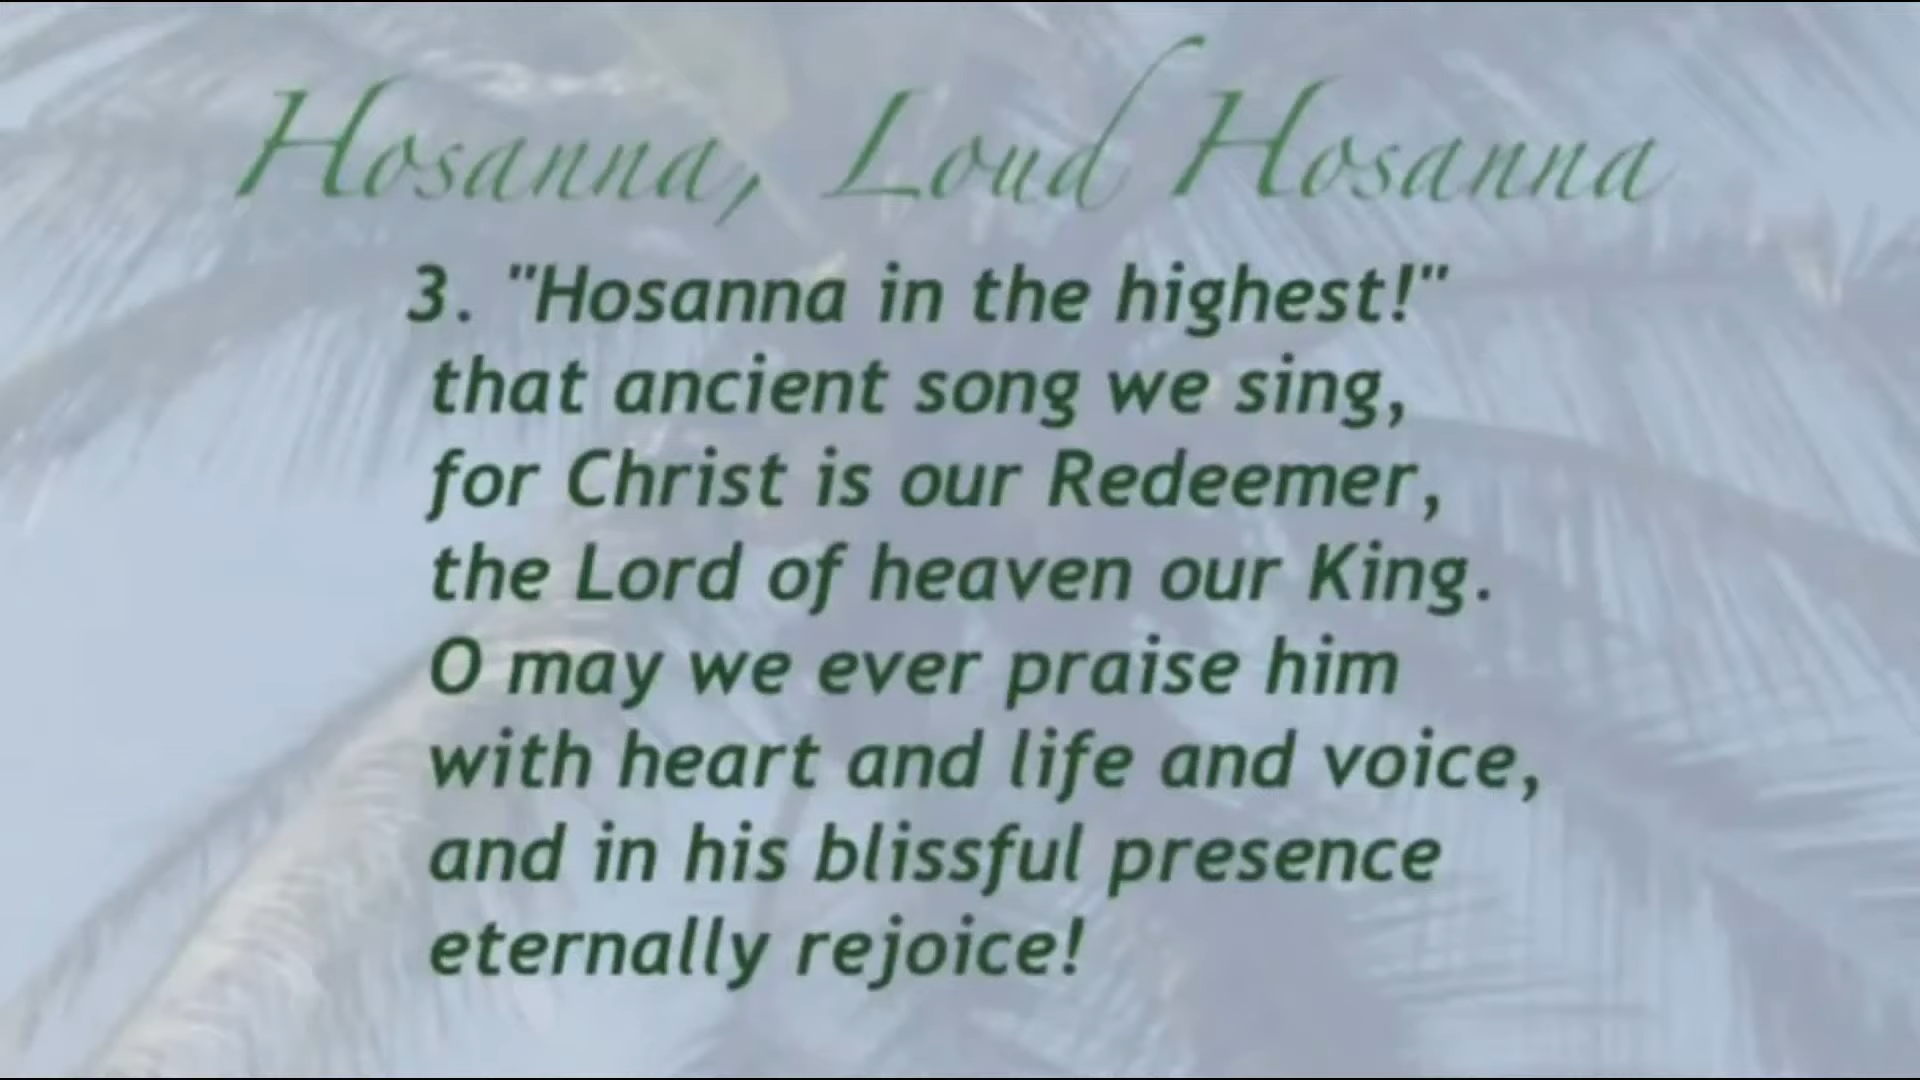 Hosanna, Loud Hosanna
3. "Hosanna in the highest!"
that ancient song we sing,
for Christ is our Redeemer,
the Lord of heaven our King.
O may we ever praise him
with heart and life and voice,
and in his blissful presence
eternally rejoice!